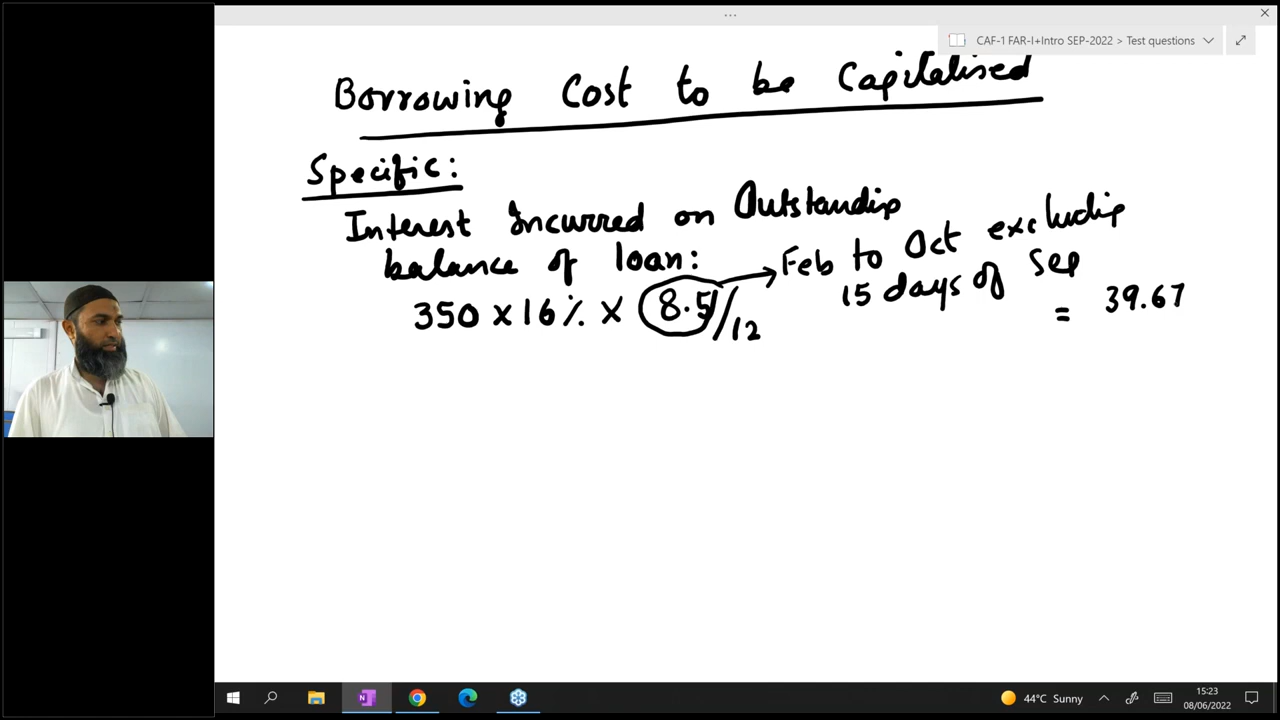 CAF-1 FAR-I+Intro SEP-2022 > Test questions
Borrowing Cost to be Capitalised
Specific:
Interest Incurred on Outstanding
balance of loan:
350 x 16% x 8.5/12
Feb to Oct excluding
15 days of Sep
= 39.67
44°C Sunny
15:23
08/06/2022